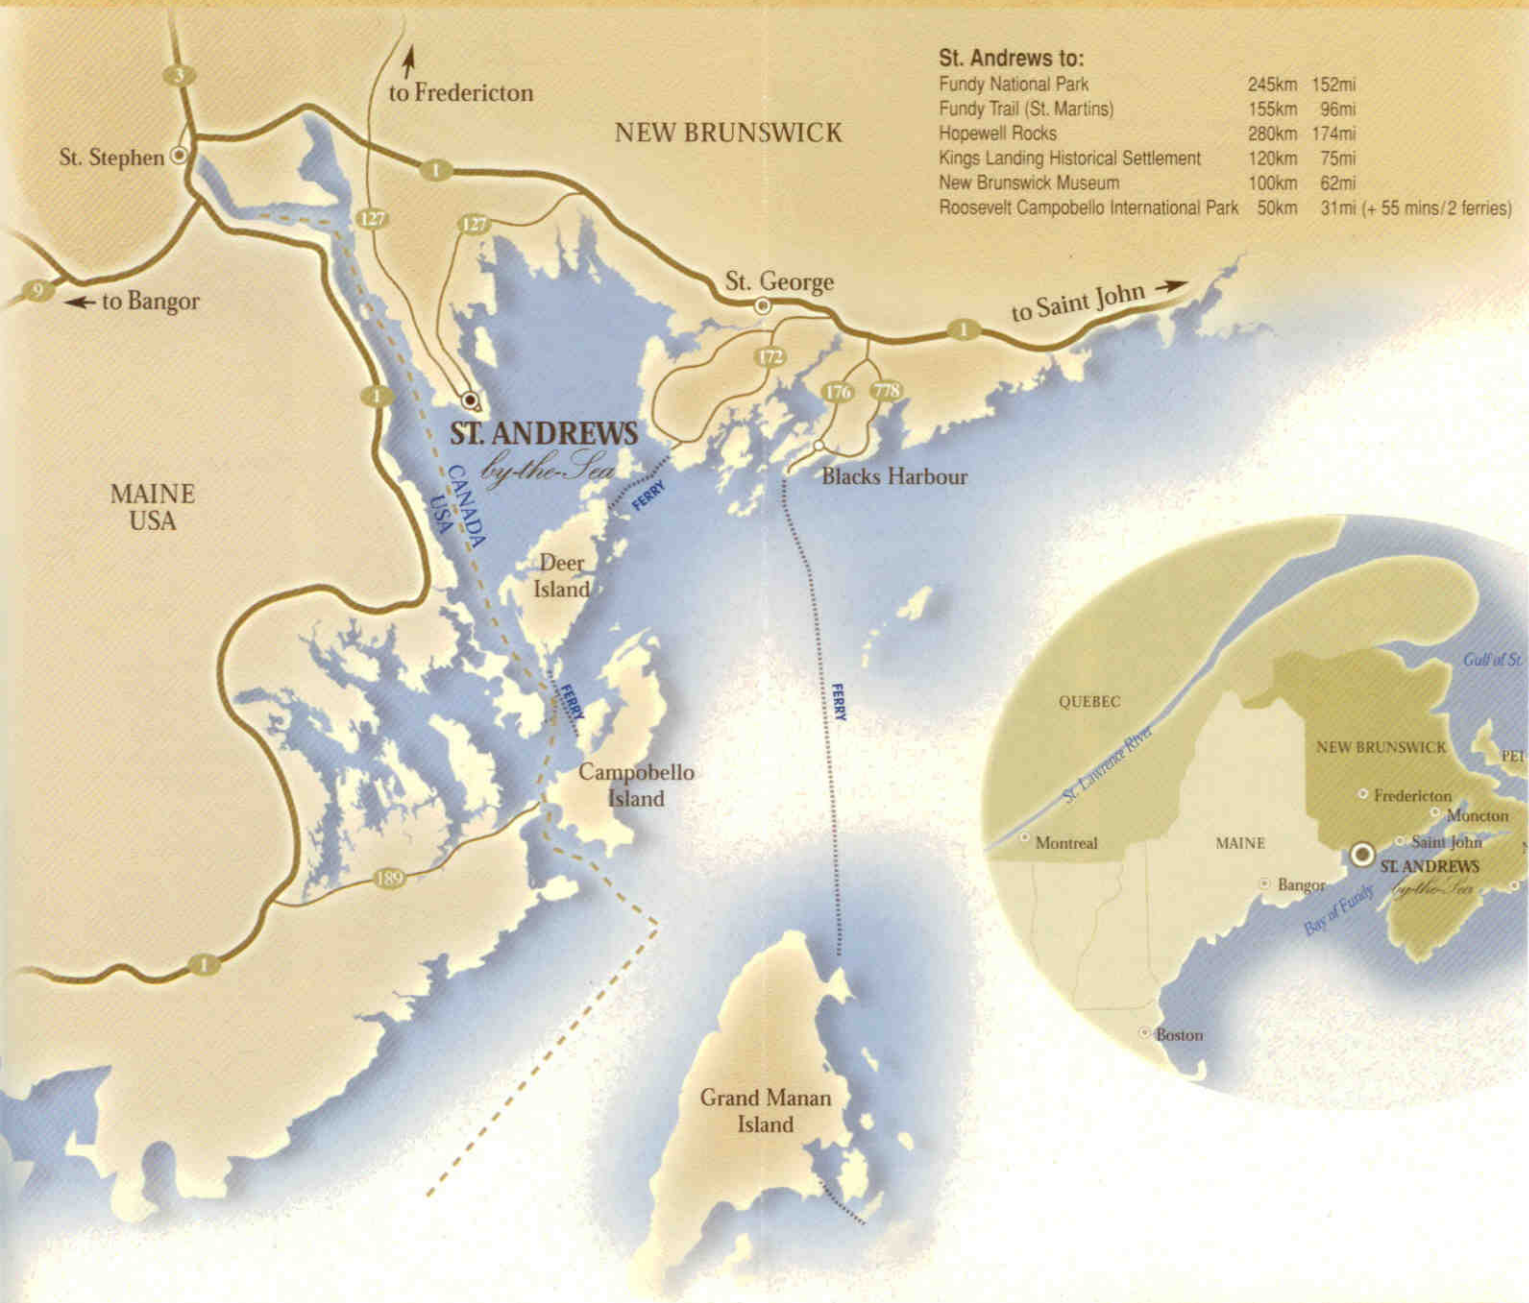 St. Andrews to:
Fundy National Park 245km 152mi
Fundy Trail (St. Martins) 155km 96mi
Hopewell Rocks 280km 174mi
Kings Landing Historical Settlement 120km 75mi
New Brunswick Museum 100km 62mi
Roosevelt Campobello International Park 50km 31mi (+ 55 mins/2 ferries)
3
to Fredericton
NEW BRUNSWICK
St. Stephen
1
127
127
9
to Bangor
St. George
to Saint John
1
172
176
778
1
ST. ANDREWS
by-the-Sea
CANADA
USA
FERRY
Blacks Harbour
MAINE
USA
Deer
Island
FERRY
FERRY
Campobello
Island
189
1
Grand Manan
Island
Gulf of St.
QUEBEC
St. Lawrence River
NEW BRUNSWICK
PEI
Fredericton
Moncton
Montreal
MAINE
Saint John
ST. ANDREWS
by-the-Sea
Bangor
Bay of Fundy
Boston